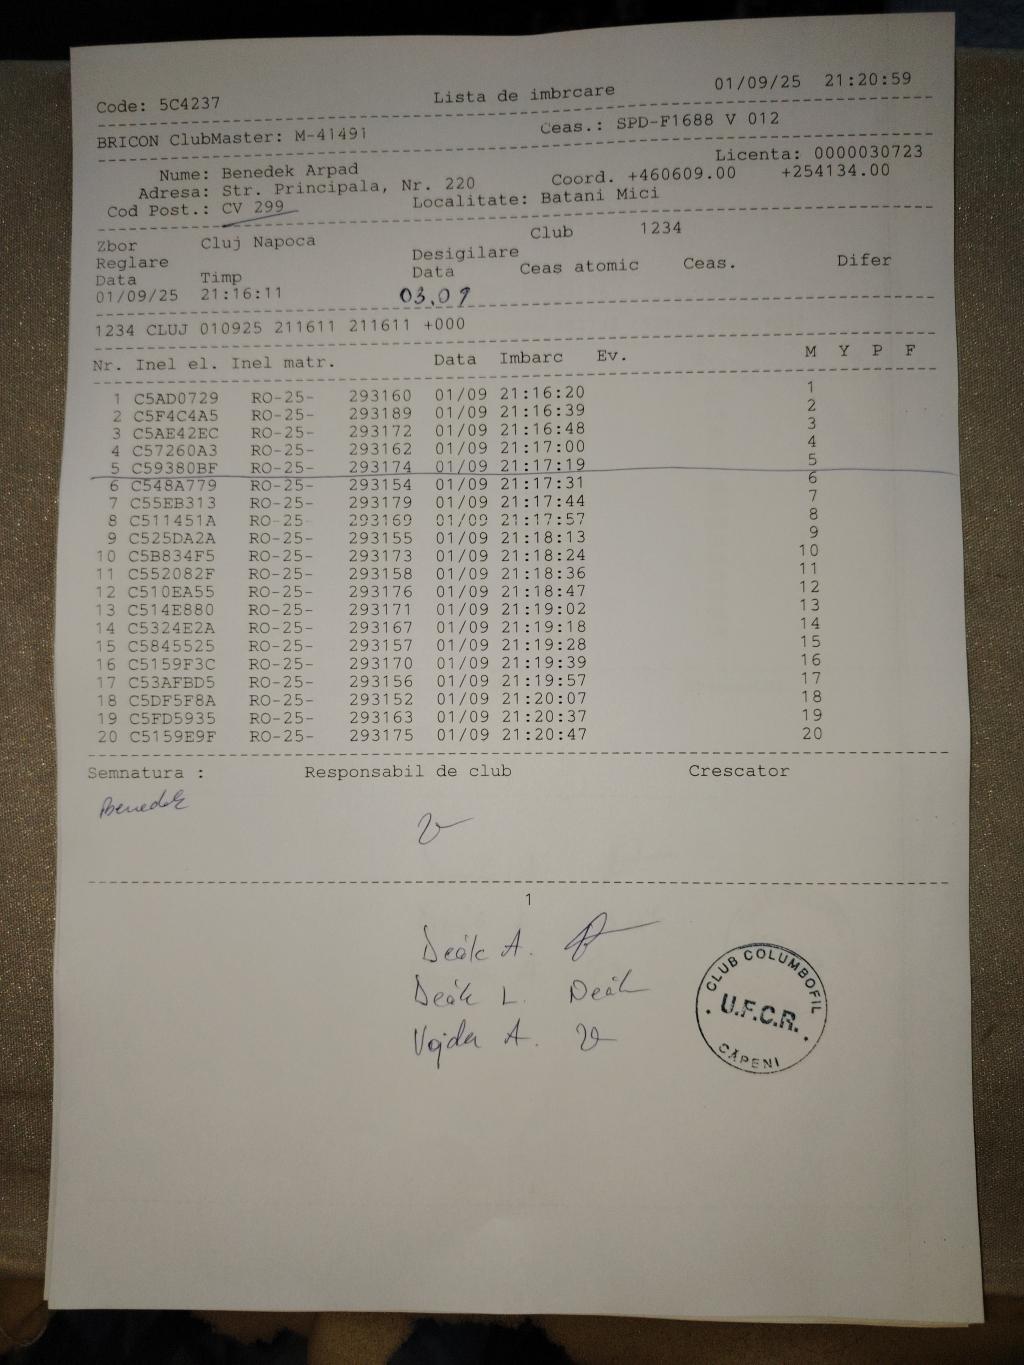 Code: 5C4237 Lista de imbrcare 01/09/25 21:20:59
BRICON ClubMaster: M-41491 Ceas.: SPD-F1688 V 012
Licenta: 0000030723
Nume: Benedek Arpad Coord. +460609.00 +254134.00
Adresa: Str. Principala, Nr. 220 Localitate: Batani Mici
Cod Post.: CV 299
Club 1234
Zbor Cluj Napoca
Reglare Desigilare
Data Timp Data Ceas atomic Ceas. Difer
01/09/25 21:16:11 03.09
1234 CLUJ 010925 211611 211611 +000
Nr. Inel el. Inel matr. Data Imbarc Ev. M Y P F
1 C5AD0729 RO-25- 293160 01/09 21:16:20 1
2 C5F4C4A5 RO-25- 293189 01/09 21:16:39 2
3 C5AE42EC RO-25- 293172 01/09 21:16:48 3
4 C57260A3 RO-25- 293162 01/09 21:17:00 4
5 C59380BF RO-25- 293174 01/09 21:17:19 5
6 C548A779 RO-25- 293154 01/09 21:17:31 6
7 C55EB313 RO-25- 293179 01/09 21:17:44 7
8 C511451A RO-25- 293169 01/09 21:17:57 8
9 C525DA2A RO-25- 293155 01/09 21:18:13 9
10 C5B834F5 RO-25- 293173 01/09 21:18:24 10
11 C552082F RO-25- 293158 01/09 21:18:36 11
12 C510EA55 RO-25- 293176 01/09 21:18:47 12
13 C514E880 RO-25- 293171 01/09 21:19:02 13
14 C5324E2A RO-25- 293167 01/09 21:19:18 14
15 C5845525 RO-25- 293157 01/09 21:19:28 15
16 C5159F3C RO-25- 293170 01/09 21:19:39 16
17 C53AFBD5 RO-25- 293156 01/09 21:19:57 17
18 C5DF5F8A RO-25- 293152 01/09 21:20:07 18
19 C5FD5935 RO-25- 293163 01/09 21:20:37 19
20 C5159E9F RO-25- 293175 01/09 21:20:47 20
Semnatura : Responsabil de club Crescator
Benedek
1
Deák A.
Deák L. Deák
Vajda A.
CLUB COLUMBOFIL
U.F.C.R.
CĂPENI